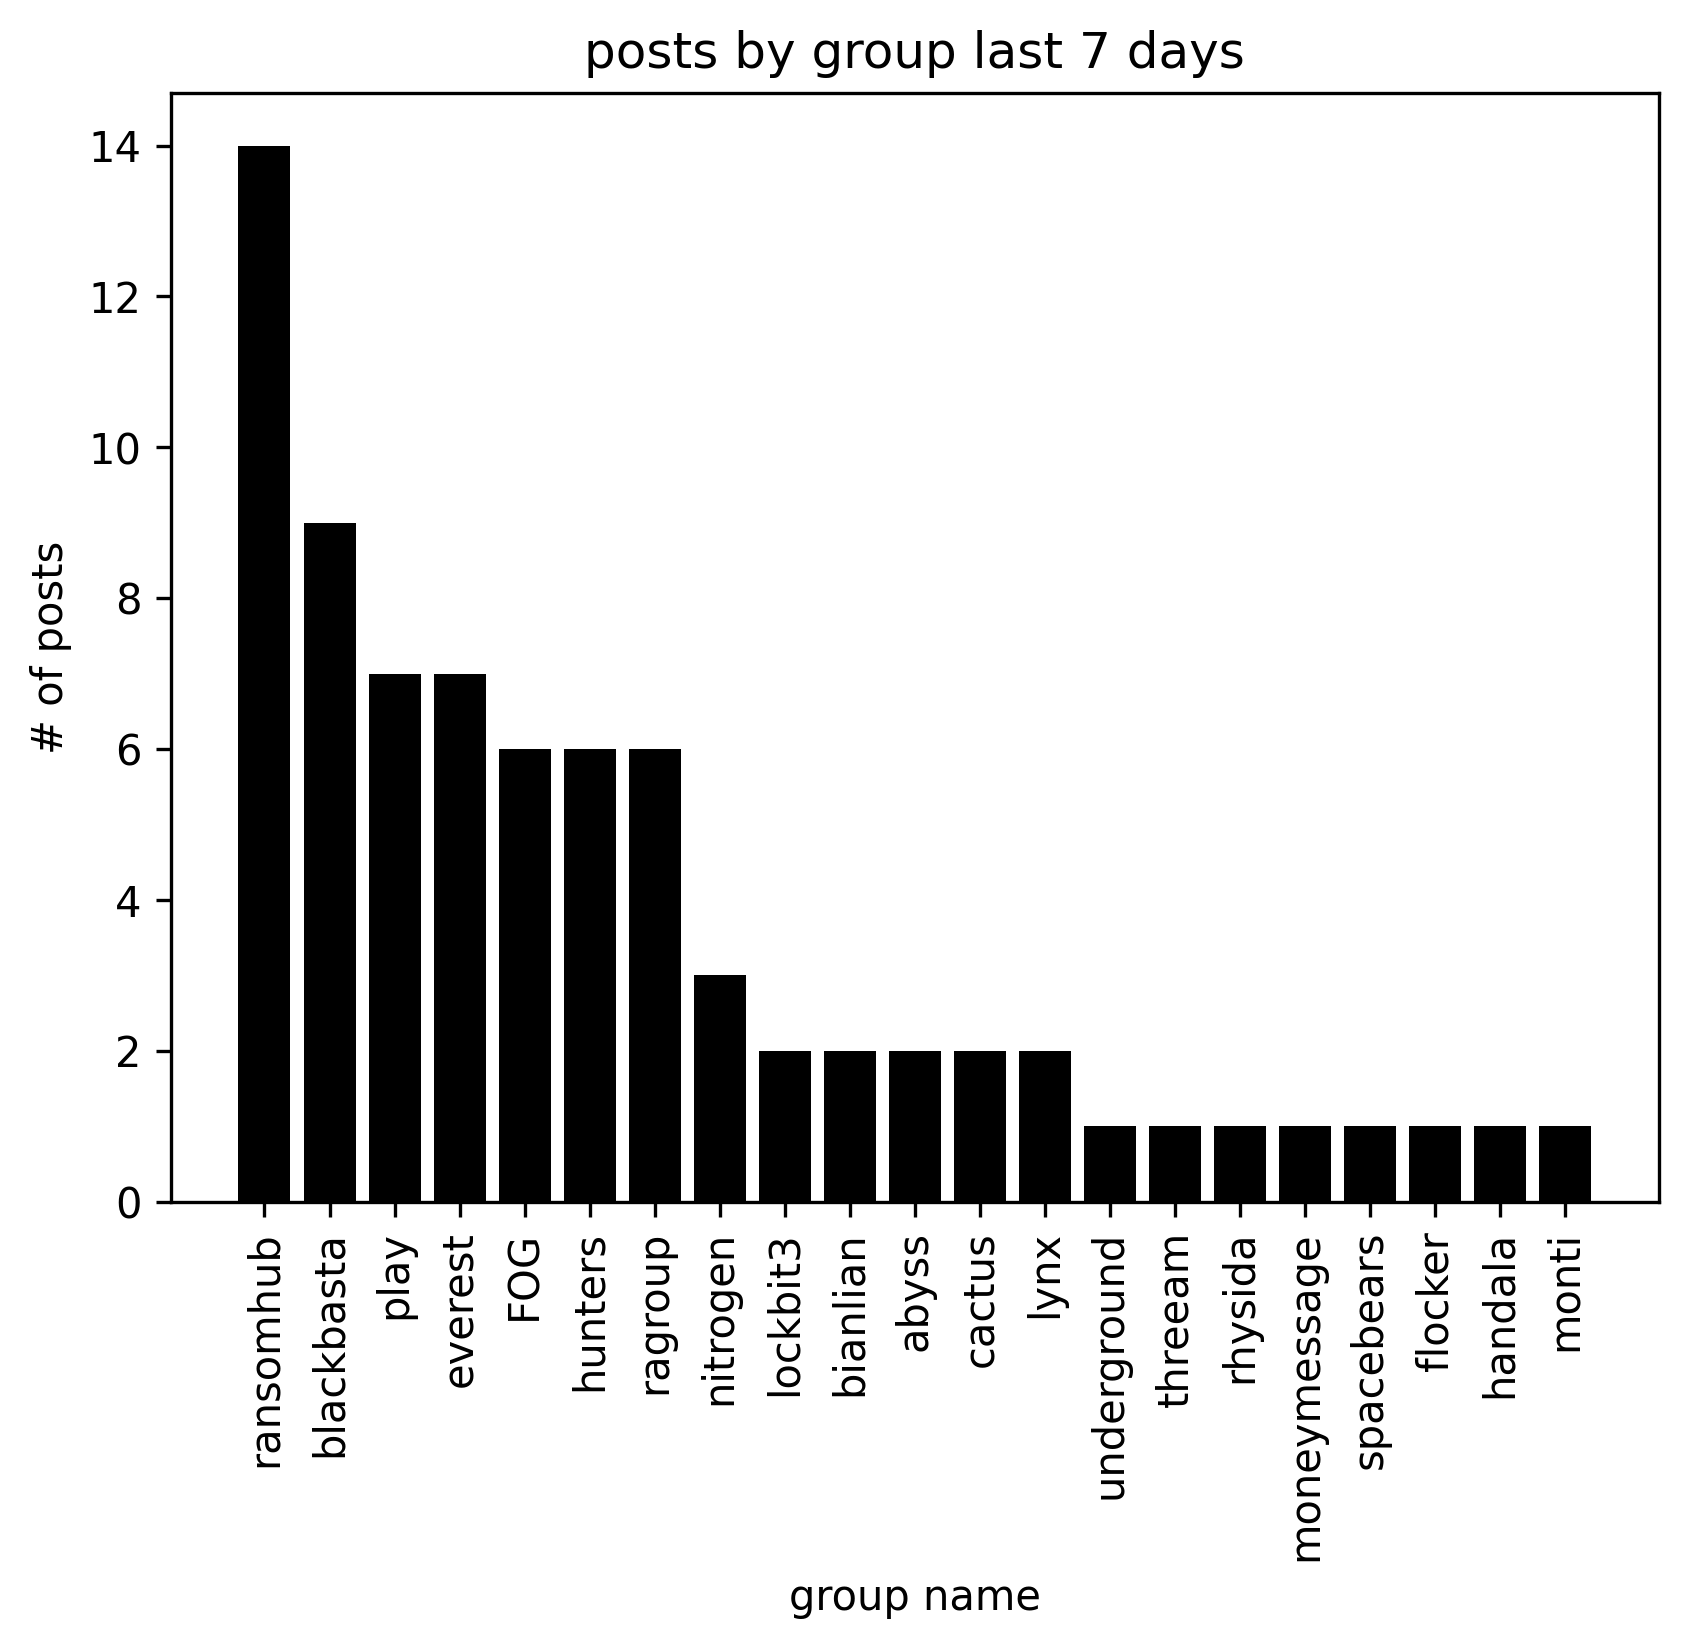 posts by group last 7 days
# of posts
14
12
10
8
6
4
2
0
ransomhub
blackbasta
play
everest
FOG
hunters
ragroup
nitrogen
lockbit3
bianlian
abyss
cactus
lynx
underground
threeam
rhysida
moneymessage
spacebears
flocker
handala
monti
group name